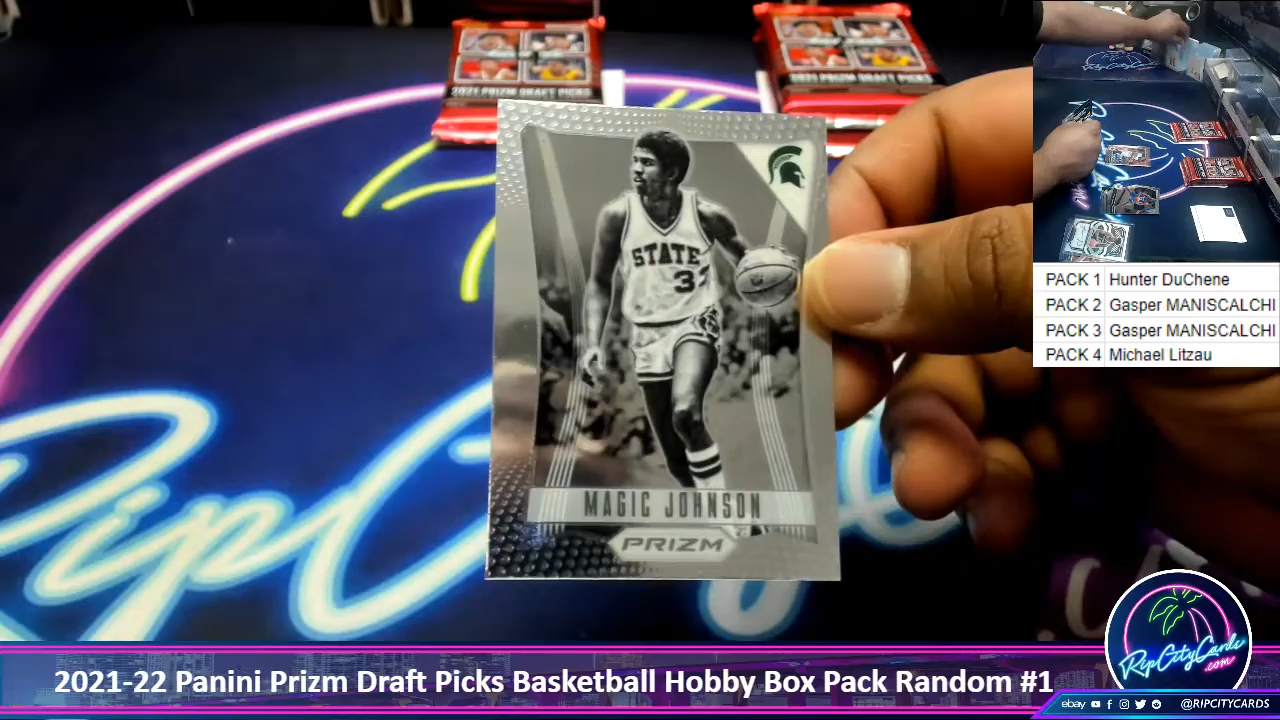 2021 PRIZM DRAFT PICKS
2021 PRIZM DRAFT PICKS
STATE
33
MAGIC JOHNSON
PRIZM
RipC
PACK 1 Hunter DuChene
PACK 2 Gasper MANISCALCHI
PACK 3 Gasper MANISCALCHI
PACK 4 Michael Litzau
RipCityCards
.com
2021-22 Panini Prizm Draft Picks Basketball Hobby Box Pack Random #1
ebay @RIPCITYCARDS